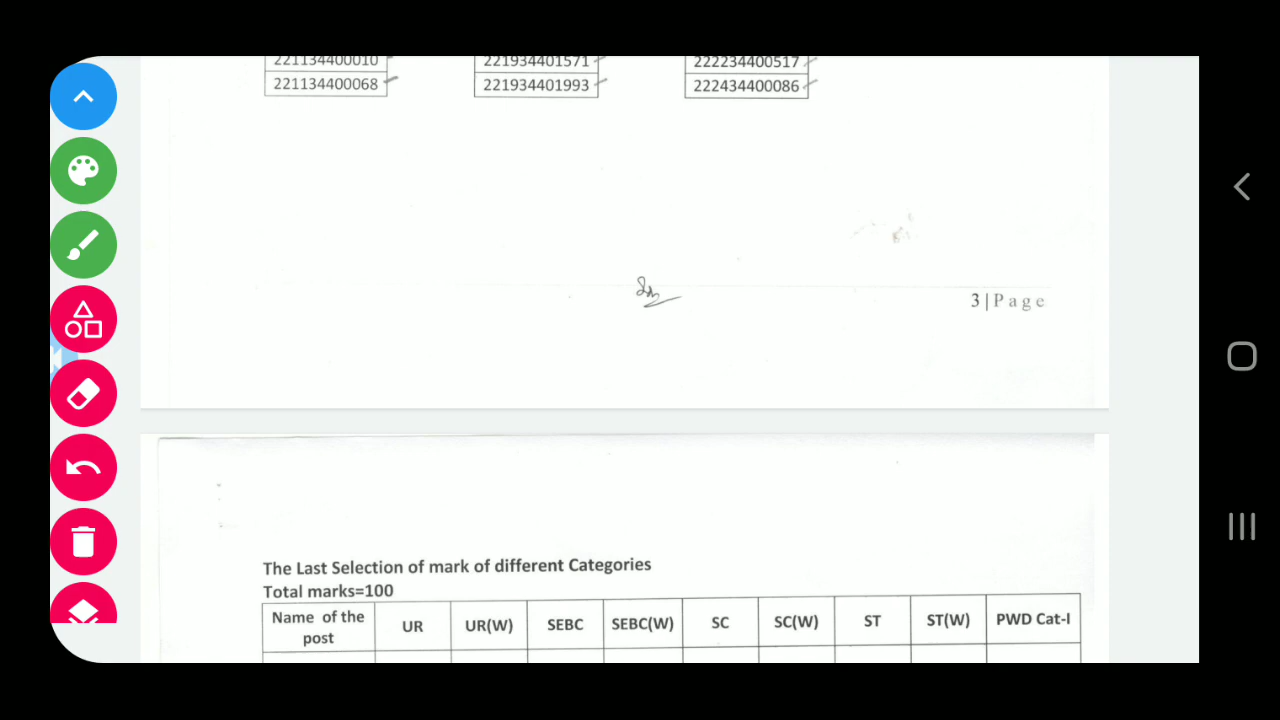 221134400010 221934401571 222234400517
221134400068 221934401993 222434400086
3|Page
The Last Selection of mark of different Categories
Total marks=100
Name of the post UR UR(W) SEBC SEBC(W) SC SC(W) ST ST(W) PWD Cat-I